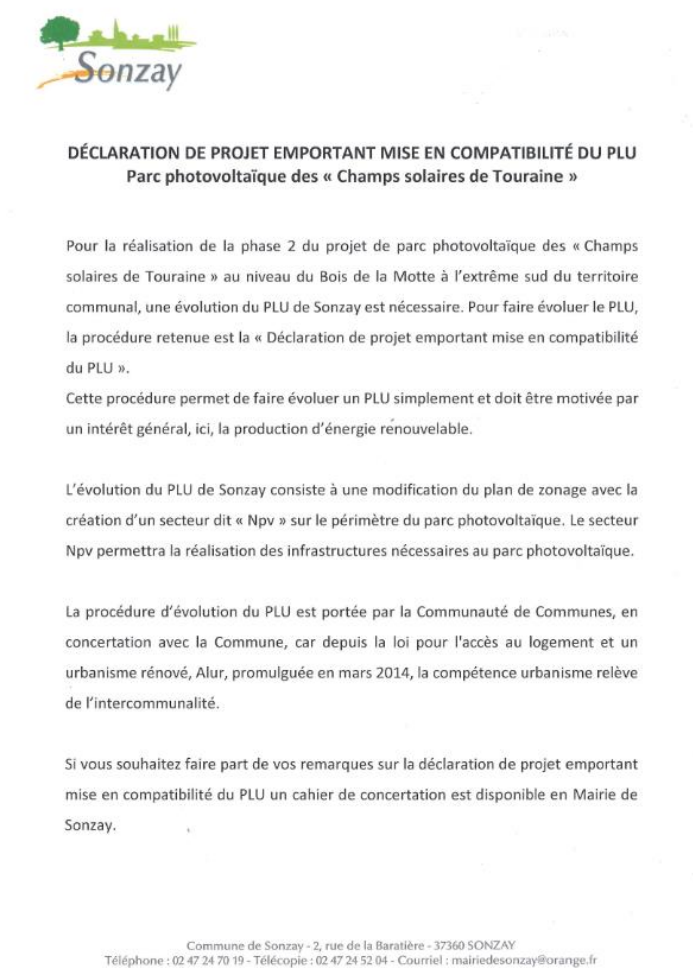 Sonzay
DÉCLARATION DE PROJET EMPORTANT MISE EN COMPATIBILITÉ DU PLU
Parc photovoltaïque des « Champs solaires de Touraine »
Pour la réalisation de la phase 2 du projet de parc photovoltaïque des « Champs
solaires de Touraine » au niveau du Bois de la Motte à l'extrême sud du territoire
communal, une évolution du PLU de Sonzay est nécessaire. Pour faire évoluer le PLU,
la procédure retenue est la « Déclaration de projet emportant mise en compatibilité
du PLU ».
Cette procédure permet de faire évoluer un PLU simplement et doit être motivée par
un intérêt général, ici, la production d'énergie renouvelable.
L'évolution du PLU de Sonzay consiste à une modification du plan de zonage avec la
création d'un secteur dit « Npv » sur le périmètre du parc photovoltaïque. Le secteur
Npv permettra la réalisation des infrastructures nécessaires au parc photovoltaïque.
La procédure d'évolution du PLU est portée par la Communauté de Communes, en
concertation avec la Commune, car depuis la loi pour l'accès au logement et un
urbanisme rénové, Alur, promulguée en mars 2014, la compétence urbanisme relève
de l'intercommunalité.
Si vous souhaitez faire part de vos remarques sur la déclaration de projet emportant
mise en compatibilité du PLU un cahier de concertation est disponible en Mairie de
Sonzay.
Commune de Sonzay - 2, rue de la Baratière - 37360 SONZAY
Téléphone : 02 47 24 70 19 - Télécopie : 02 47 24 52 04 - Courriel : mairiedesonzay@orange.fr